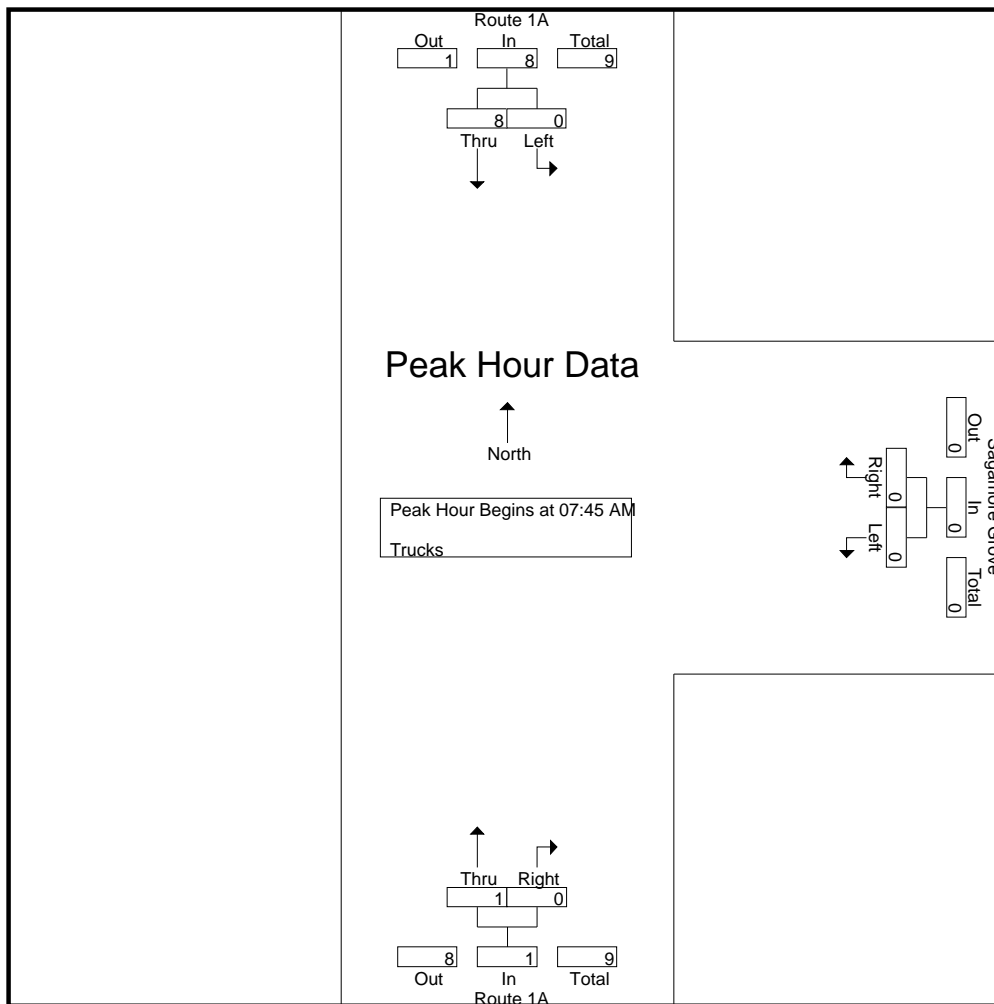 Route 1A
Out In Total
1 8 9
8 0
Thru Left
Peak Hour Data
North
Peak Hour Begins at 07:45 AM
Trucks
Out In Total
0 0 0
Right Left
0 0
Thru Right
1 0
8 1 9
Out In Total
Route 1A